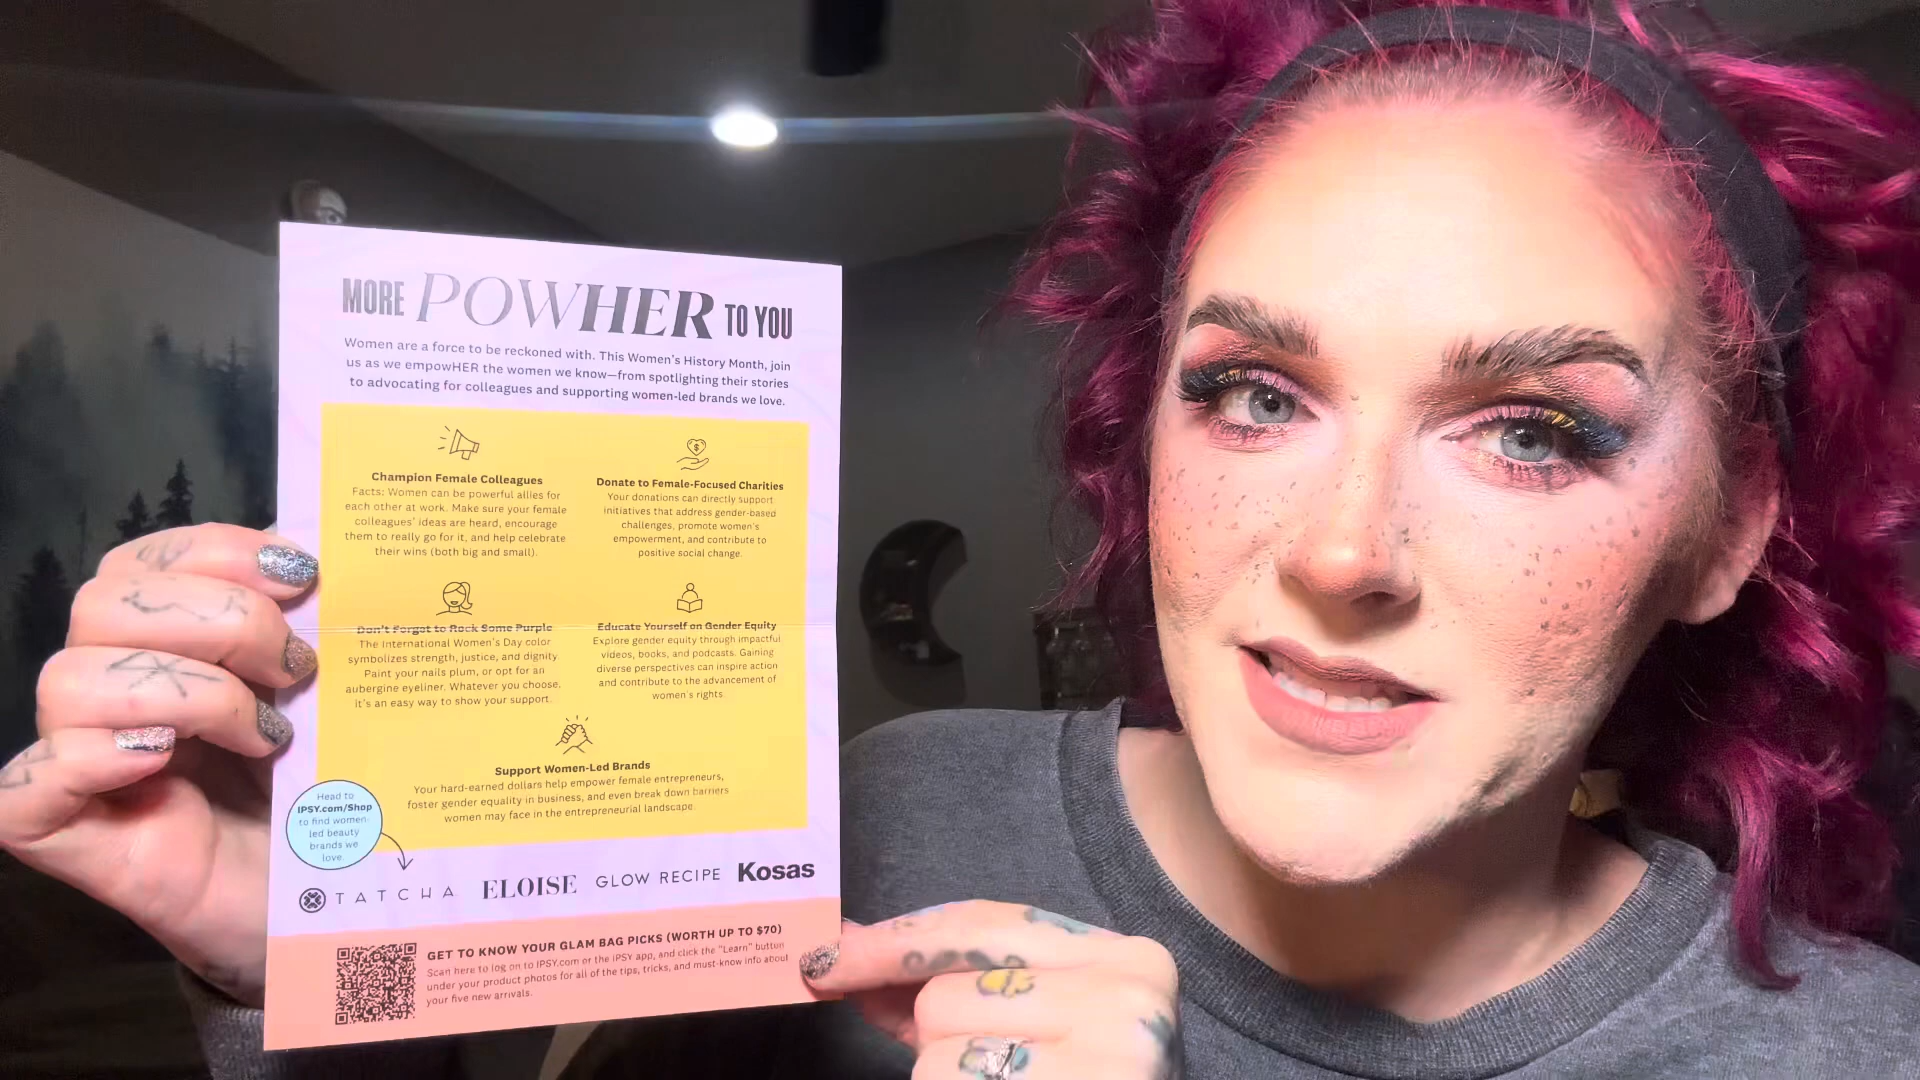 MORE POWHER TO YOU
Women are a force to be reckoned with. This Women's History Month, join
us as we empowHER the women we know—from spotlighting their stories
to advocating for colleagues and supporting women-led brands we love.
Champion Female Colleagues
Facts: Women can be powerful allies for
each other at work. Make sure your female
colleagues' ideas are heard, encourage
them to really go for it, and help celebrate
their wins (both big and small).
Donate to Female-Focused Charities
Your donations can directly support
initiatives that address gender-based
challenges, promote women's
empowerment, and contribute to
positive social change.
Don't Forget to Rock Some Purple
The International Women's Day color
symbolizes strength, justice, and dignity
Paint your nails plum, or opt for an
aubergine eyeliner. Whatever you choose,
it's an easy way to show your support.
Educate Yourself on Gender Equity
Explore gender equity through impactful
videos, books, and podcasts. Gaining
diverse perspectives can inspire action
and contribute to the advancement of
women's rights.
Support Women-Led Brands
Your hard-earned dollars help empower female entrepreneurs,
foster gender equality in business, and even break down barriers
women may face in the entrepreneurial landscape.
Head to
IPSY.com/Shop
to find women-
led beauty
brands we
love.
TATCHA ELOISE GLOW RECIPE Kosas
GET TO KNOW YOUR GLAM BAG PICKS (WORTH UP TO $70)
Scan here to log on to IPSY.com or the IPSY app, and click the "Learn" button
under your product photos for all of the tips, tricks, and must-know info about
your five new arrivals.